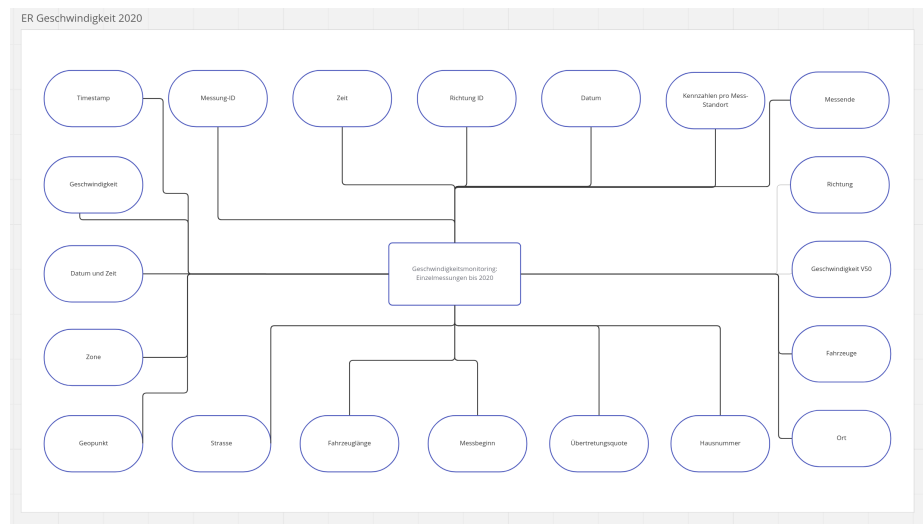 ER Geschwindigkeit 2020
Timestamp
Messung-ID
Zeit
Richtung ID
Datum
Kennzahlen pro Mess-
Standort
Messende
Geschwindigkeit
Richtung
Datum und Zeit
Geschwindigkeitsmonitoring:
Einzelmessungen bis 2020
Geschwindigkeit V50
Zone
Fahrzeuge
Geopunkt
Strasse
Fahrzeuglänge
Messbeginn
Übertretungsquote
Hausnummer
Ort